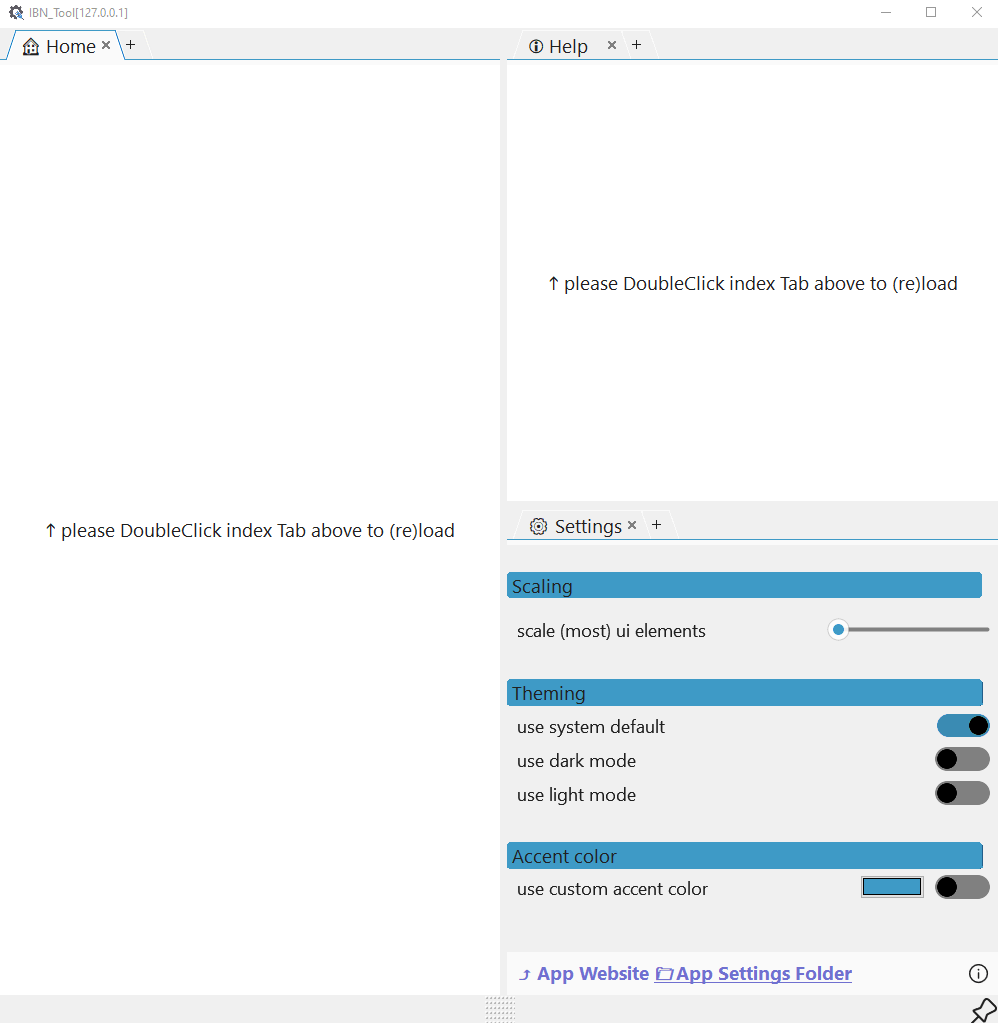 IBN_Tool[127.0.0.1]
Home
Help
↑ please DoubleClick index Tab above to (re)load
↑ please DoubleClick index Tab above to (re)load
Settings
Scaling
scale (most) ui elements
Theming
use system default
use dark mode
use light mode
Accent color
use custom accent color
App Website App Settings Folder